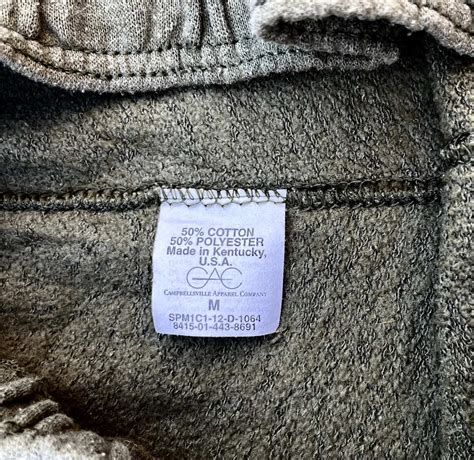 50% COTTON
50% POLYESTER
Made in Kentucky,
U.S.A.
CAC
CAMPBELLSVILLE APPAREL COMPANY
M
SPM1C1-12-D-1064
8415-01-443-8691